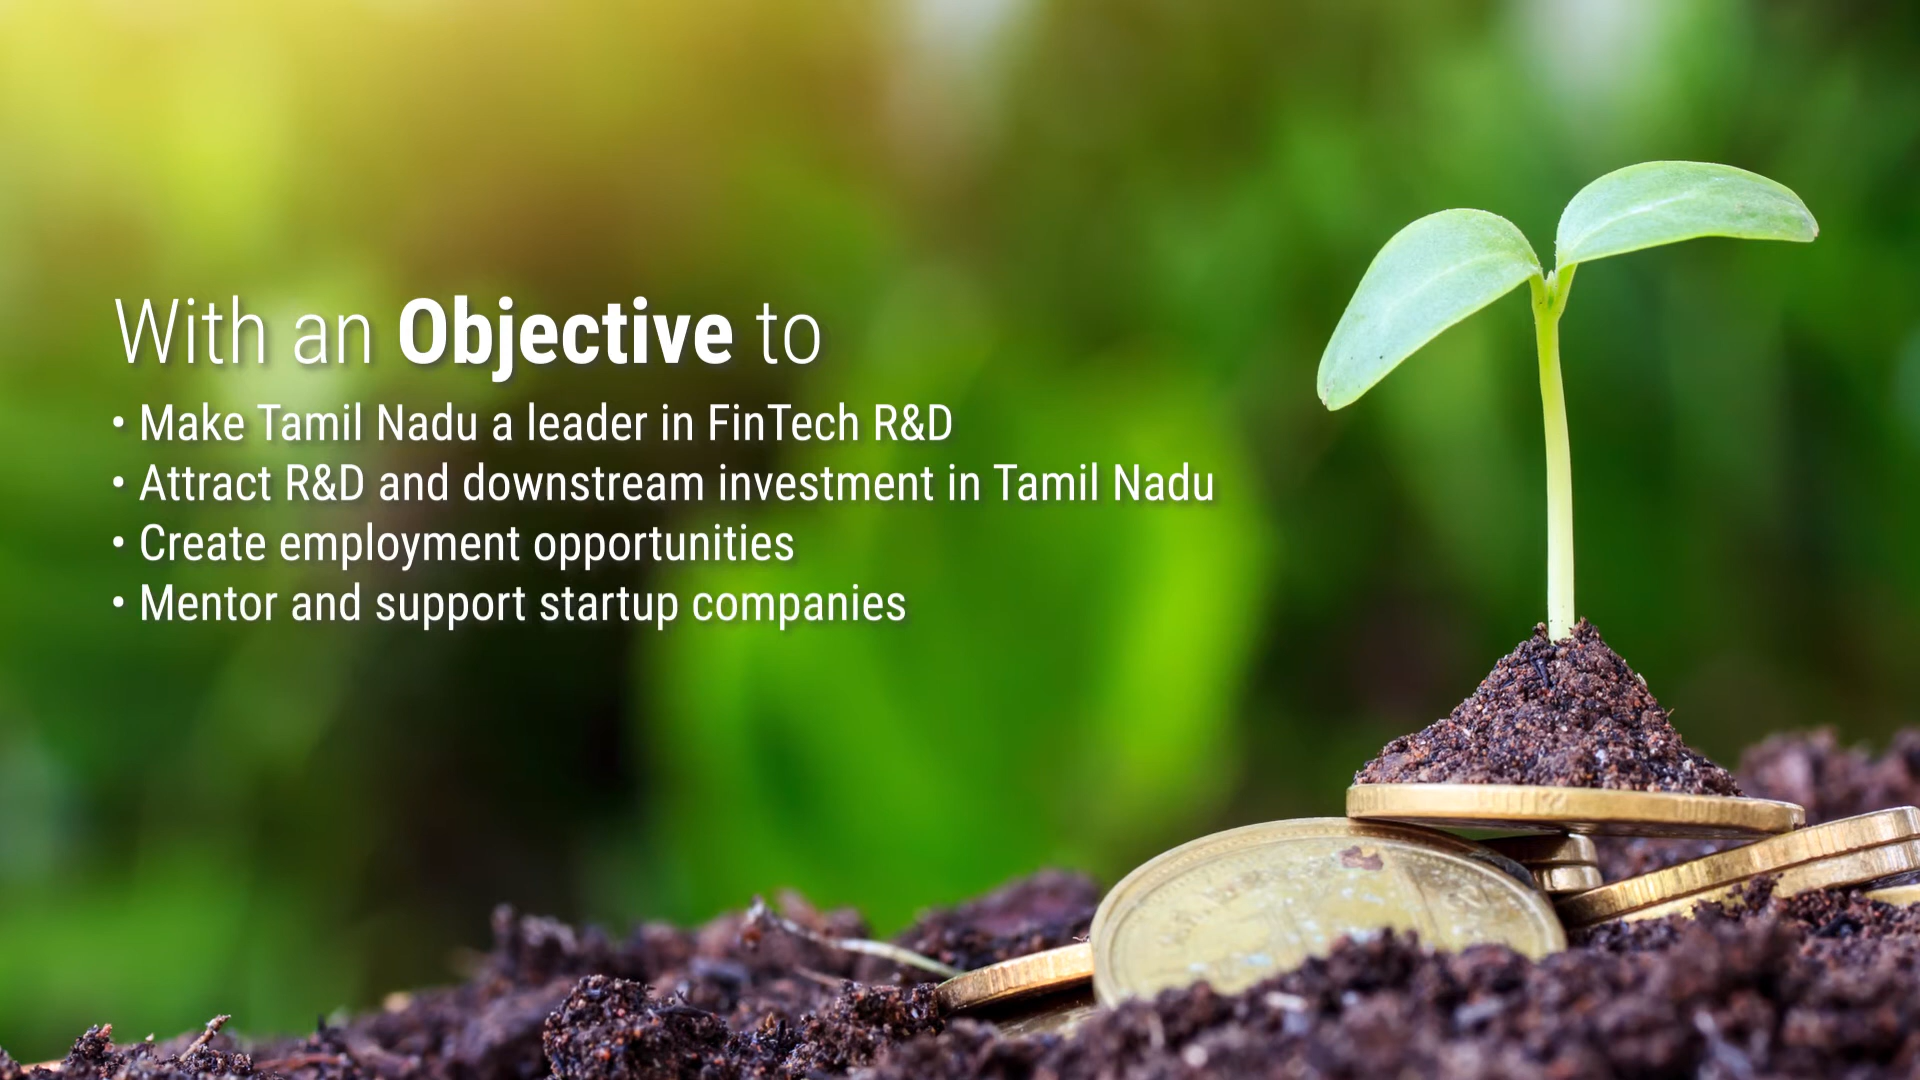 With an Objective to
• Make Tamil Nadu a leader in FinTech R&D
• Attract R&D and downstream investment in Tamil Nadu
• Create employment opportunities
• Mentor and support startup companies